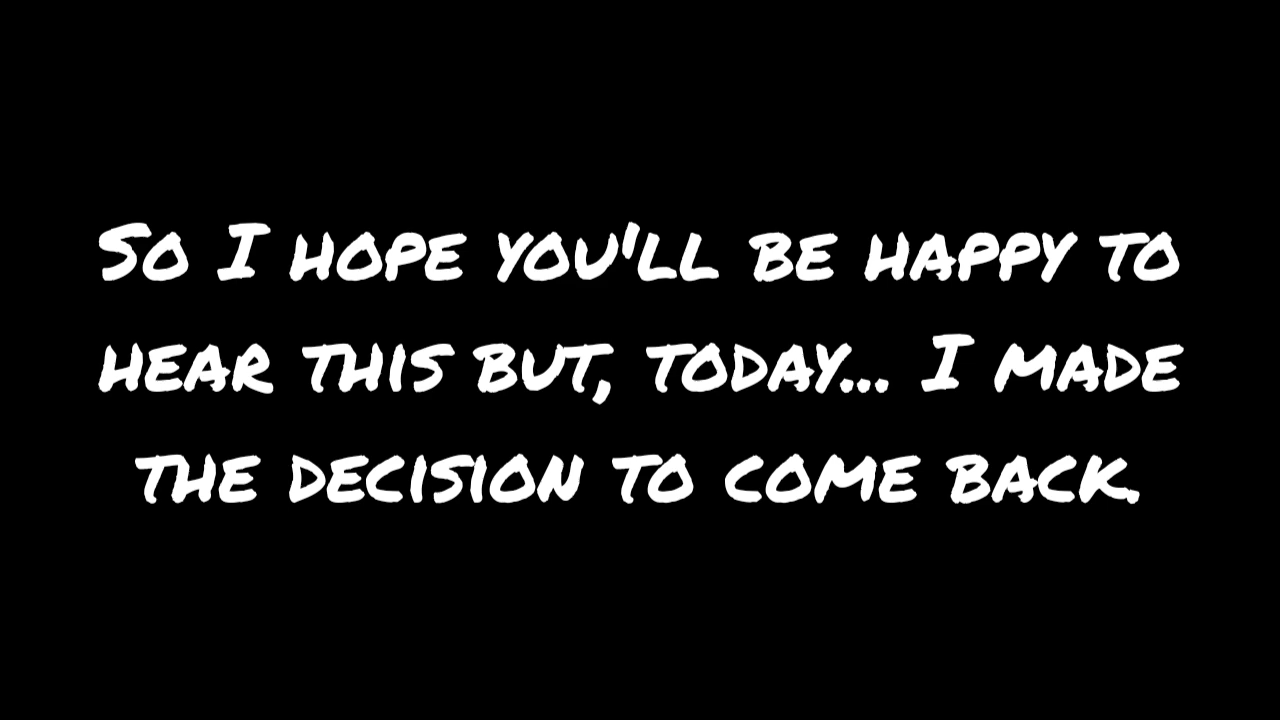 So I hope you'll be happy to
hear this but, today... I made
the decision to come back.